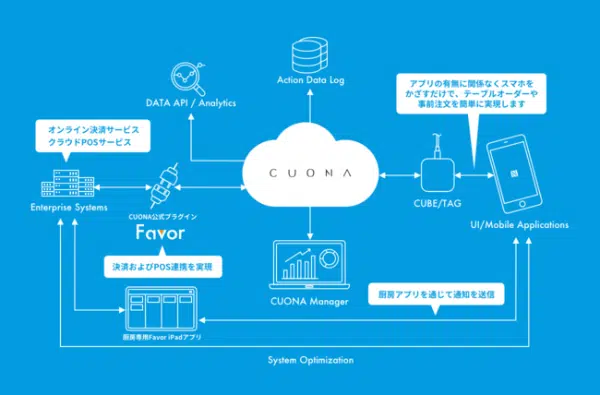 Action Data Log
DATA API / Analytics
アプリの有無に関係なくスマホを
かざすだけで、テーブルオーダーや
事前注文を簡単に実現します
オンライン決済サービス
クラウドPOSサービス
CUONA
CUBE/TAG
Enterprise Systems
CUONA公式プラグイン
Favor
UI/Mobile Applications
決済およびPOS連携を実現
CUONA Manager
厨房アプリを通じて通知を送信
厨房専用Favor iPadアプリ
System Optimization